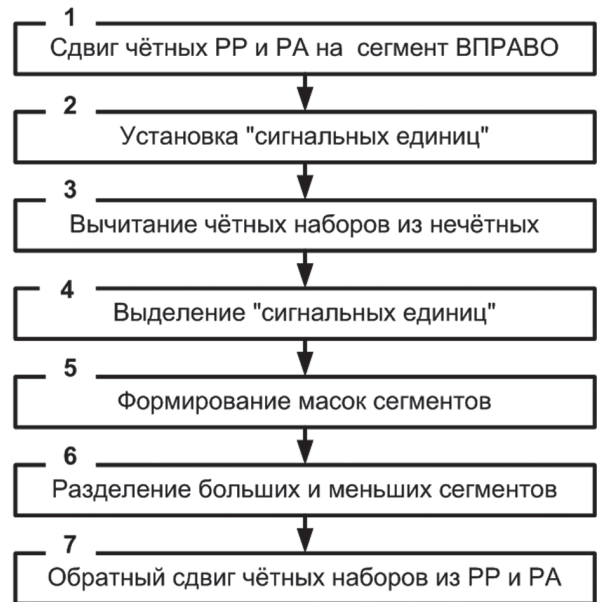 1
Сдвиг чётных РР и РА на сегмент ВПРАВО
2
Установка "сигнальных единиц"
3
Вычитание чётных наборов из нечётных
4
Выделение "сигнальных единиц"
5
Формирование масок сегментов
6
Разделение больших и меньших сегментов
7
Обратный сдвиг чётных наборов из РР и РА